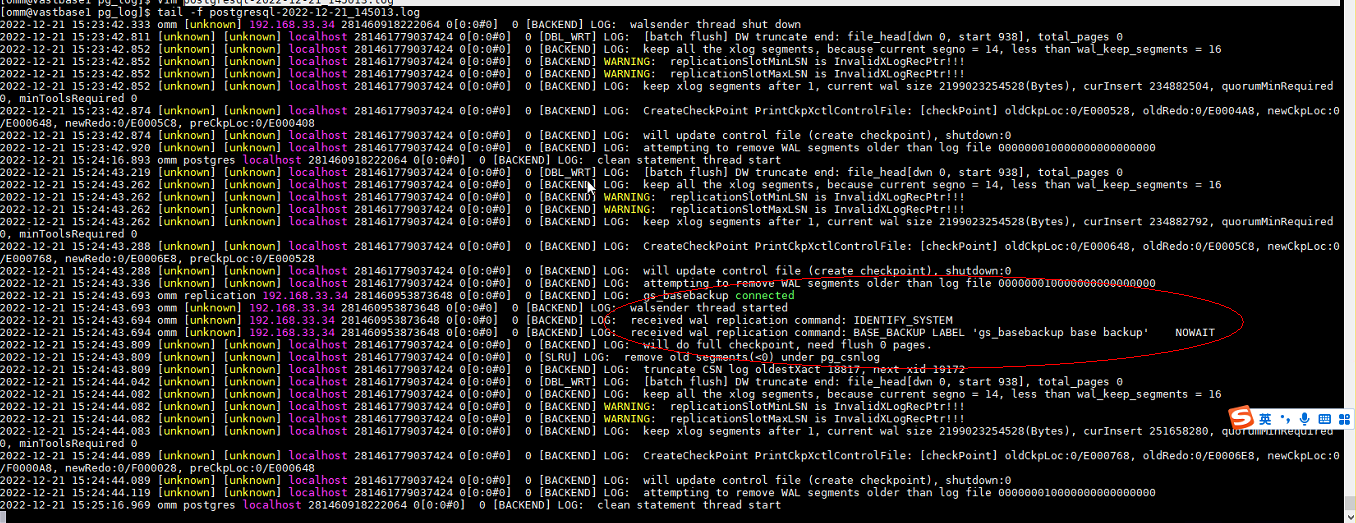 [omm@vastbase1 pg_log]$ vim postgresql-2022-12-21_145013.log
[omm@vastbase1 pg_log]$ tail -f postgresql-2022-12-21_145013.log
2022-12-21 15:23:42.333 omm [unknown] 192.168.33.34 281460918222064 0[0:0#0]  0 [BACKEND] LOG:  walsender thread shut down
2022-12-21 15:23:42.811 [unknown] [unknown] localhost 281461779037424 0[0:0#0]  0 [DBL_WRT] LOG:  [batch flush] DW truncate end: file_head[dwn 0, start 938], total_pages 0
2022-12-21 15:23:42.852 [unknown] [unknown] localhost 281461779037424 0[0:0#0]  0 [BACKEND] LOG:  keep all the xlog segments, because current segno = 14, less than wal_keep_segments = 16
2022-12-21 15:23:42.852 [unknown] [unknown] localhost 281461779037424 0[0:0#0]  0 [BACKEND] WARNING:  replicationSlotMinLSN is InvalidXLogRecPtr!!!
2022-12-21 15:23:42.852 [unknown] [unknown] localhost 281461779037424 0[0:0#0]  0 [BACKEND] WARNING:  replicationSlotMaxLSN is InvalidXLogRecPtr!!!
2022-12-21 15:23:42.852 [unknown] [unknown] localhost 281461779037424 0[0:0#0]  0 [BACKEND] LOG:  keep xlog segments after 1, current wal size 2199023254528(Bytes), curInsert 234882504, quorumMinRequired
0, minToolsRequired 0
2022-12-21 15:23:42.874 [unknown] [unknown] localhost 281461779037424 0[0:0#0]  0 [BACKEND] LOG:  CreateCheckPoint PrintCkpXctlControlFile: [checkPoint] oldCkpLoc:0/E000528, oldRedo:0/E0004A8, newCkpLoc:0
/E000648, newRedo:0/E0005C8, preCkpLoc:0/E000408
2022-12-21 15:23:42.874 [unknown] [unknown] localhost 281461779037424 0[0:0#0]  0 [BACKEND] LOG:  will update control file (create checkpoint), shutdown:0
2022-12-21 15:23:42.920 [unknown] [unknown] localhost 281461779037424 0[0:0#0]  0 [BACKEND] LOG:  attempting to remove WAL segments older than log file 000000010000000000000000
2022-12-21 15:24:16.893 omm postgres localhost 281460918222064 0[0:0#0]  0 [BACKEND] LOG:  clean statement thread start
2022-12-21 15:24:43.219 [unknown] [unknown] localhost 281461779037424 0[0:0#0]  0 [DBL_WRT] LOG:  [batch flush] DW truncate end: file_head[dwn 0, start 938], total_pages 0
2022-12-21 15:24:43.262 [unknown] [unknown] localhost 281461779037424 0[0:0#0]  0 [BACKEND] LOG:  keep all the xlog segments, because current segno = 14, less than wal_keep_segments = 16
2022-12-21 15:24:43.262 [unknown] [unknown] localhost 281461779037424 0[0:0#0]  0 [BACKEND] WARNING:  replicationSlotMinLSN is InvalidXLogRecPtr!!!
2022-12-21 15:24:43.262 [unknown] [unknown] localhost 281461779037424 0[0:0#0]  0 [BACKEND] WARNING:  replicationSlotMaxLSN is InvalidXLogRecPtr!!!
2022-12-21 15:24:43.262 [unknown] [unknown] localhost 281461779037424 0[0:0#0]  0 [BACKEND] LOG:  keep xlog segments after 1, current wal size 2199023254528(Bytes), curInsert 234882792, quorumMinRequired
0, minToolsRequired 0
2022-12-21 15:24:43.288 [unknown] [unknown] localhost 281461779037424 0[0:0#0]  0 [BACKEND] LOG:  CreateCheckPoint PrintCkpXctlControlFile: [checkPoint] oldCkpLoc:0/E000648, oldRedo:0/E0005C8, newCkpLoc:0
/E000768, newRedo:0/E0006E8, preCkpLoc:0/E000528
2022-12-21 15:24:43.288 [unknown] [unknown] localhost 281461779037424 0[0:0#0]  0 [BACKEND] LOG:  will update control file (create checkpoint), shutdown:0
2022-12-21 15:24:43.336 [unknown] [unknown] localhost 281461779037424 0[0:0#0]  0 [BACKEND] LOG:  attempting to remove WAL segments older than log file 000000010000000000000000
2022-12-21 15:24:43.693 omm replication 192.168.33.34 281460953873648 0[0:0#0]  0 [BACKEND] LOG:  gs_basebackup connected
2022-12-21 15:24:43.693 omm [unknown] 192.168.33.34 281460953873648 0[0:0#0]  0 [BACKEND] LOG:  walsender thread started
2022-12-21 15:24:43.694 omm [unknown] 192.168.33.34 281460953873648 0[0:0#0]  0 [BACKEND] LOG:  received wal replication command: IDENTIFY_SYSTEM
2022-12-21 15:24:43.694 omm [unknown] 192.168.33.34 281460953873648 0[0:0#0]  0 [BACKEND] LOG:  received wal replication command: BASE_BACKUP LABEL 'gs_basebackup base backup'    NOWAIT
2022-12-21 15:24:43.809 [unknown] [unknown] localhost 281461779037424 0[0:0#0]  0 [BACKEND] LOG:  will do full checkpoint, need flush 0 pages.
2022-12-21 15:24:43.809 [unknown] [unknown] localhost 281461779037424 0[0:0#0]  0 [SLRU] LOG:  remove old segments(<0) under pg_csnlog
2022-12-21 15:24:43.809 [unknown] [unknown] localhost 281461779037424 0[0:0#0]  0 [BACKEND] LOG:  truncate CSN log oldestXact 18817, next xid 19172
2022-12-21 15:24:44.042 [unknown] [unknown] localhost 281461779037424 0[0:0#0]  0 [DBL_WRT] LOG:  [batch flush] DW truncate end: file_head[dwn 0, start 938], total_pages 0
2022-12-21 15:24:44.082 [unknown] [unknown] localhost 281461779037424 0[0:0#0]  0 [BACKEND] LOG:  keep all the xlog segments, because current segno = 14, less than wal_keep_segments = 16
2022-12-21 15:24:44.082 [unknown] [unknown] localhost 281461779037424 0[0:0#0]  0 [BACKEND] WARNING:  replicationSlotMinLSN is InvalidXLogRecPtr!!!
2022-12-21 15:24:44.082 [unknown] [unknown] localhost 281461779037424 0[0:0#0]  0 [BACKEND] WARNING:  replicationSlotMaxLSN is InvalidXLogRecPtr!!!
2022-12-21 15:24:44.083 [unknown] [unknown] localhost 281461779037424 0[0:0#0]  0 [BACKEND] LOG:  keep xlog segments after 1, current wal size 2199023254528(Bytes), curInsert 251658280, quorumMinRequired
0, minToolsRequired 0
2022-12-21 15:24:44.089 [unknown] [unknown] localhost 281461779037424 0[0:0#0]  0 [BACKEND] LOG:  CreateCheckPoint PrintCkpXctlControlFile: [checkPoint] oldCkpLoc:0/E000768, oldRedo:0/E0006E8, newCkpLoc:0
/F0000A8, newRedo:0/F000028, preCkpLoc:0/E000648
2022-12-21 15:24:44.089 [unknown] [unknown] localhost 281461779037424 0[0:0#0]  0 [BACKEND] LOG:  will update control file (create checkpoint), shutdown:0
2022-12-21 15:24:44.119 [unknown] [unknown] localhost 281461779037424 0[0:0#0]  0 [BACKEND] LOG:  attempting to remove WAL segments older than log file 000000010000000000000000
2022-12-21 15:25:16.969 omm postgres localhost 281460918222064 0[0:0#0]  0 [BACKEND] LOG:  clean statement thread start
S 英